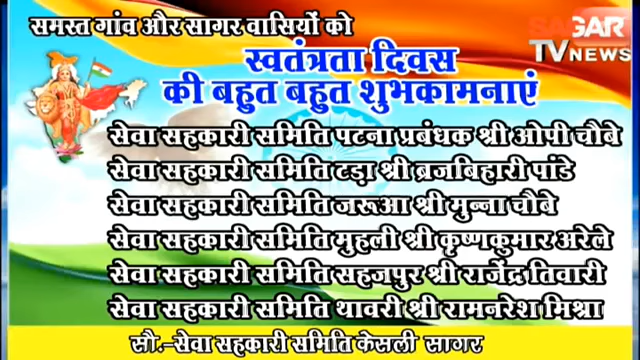 समस्त गांव और सागर वासियों को
SAGAR
TV NEWS
स्वतंत्रता दिवस
की बहुत बहुत शुभकामनाएं
सेवा सहकारी समिति पटना प्रबंधक श्री ओपी चौबे
सेवा सहकारी समिति टड़ा श्री ब्रजबिहारी पांडे
सेवा सहकारी समिति जरूआ श्री मुन्ना चौबे
सेवा सहकारी समिति मुहली श्री कृष्णकुमार अरेले
सेवा सहकारी समिति सहजपुर श्री राजेंद्र तिवारी
सेवा सहकारी समिति थावरी श्री रामनरेश मिश्रा
सौ.-सेवा सहकारी समिति केसली सागर